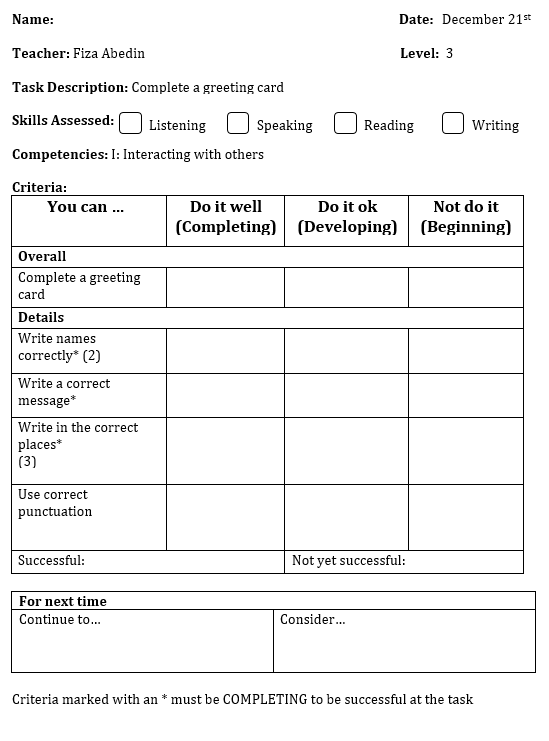 Name: Date: December 21st
Teacher: Fiza Abedin Level: 3
Task Description: Complete a greeting card
Skills Assessed: Listening Speaking Reading Writing
Competencies: I: Interacting with others
Criteria:
You can ... Do it well Do it ok Not do it
(Completing) (Developing) (Beginning)
Overall
Complete a greeting
card
Details
Write names
correctly* (2)
Write a correct
message*
Write in the correct
places*
(3)
Use correct
punctuation
Successful: Not yet successful:
For next time
Continue to... Consider...
Criteria marked with an * must be COMPLETING to be successful at the task